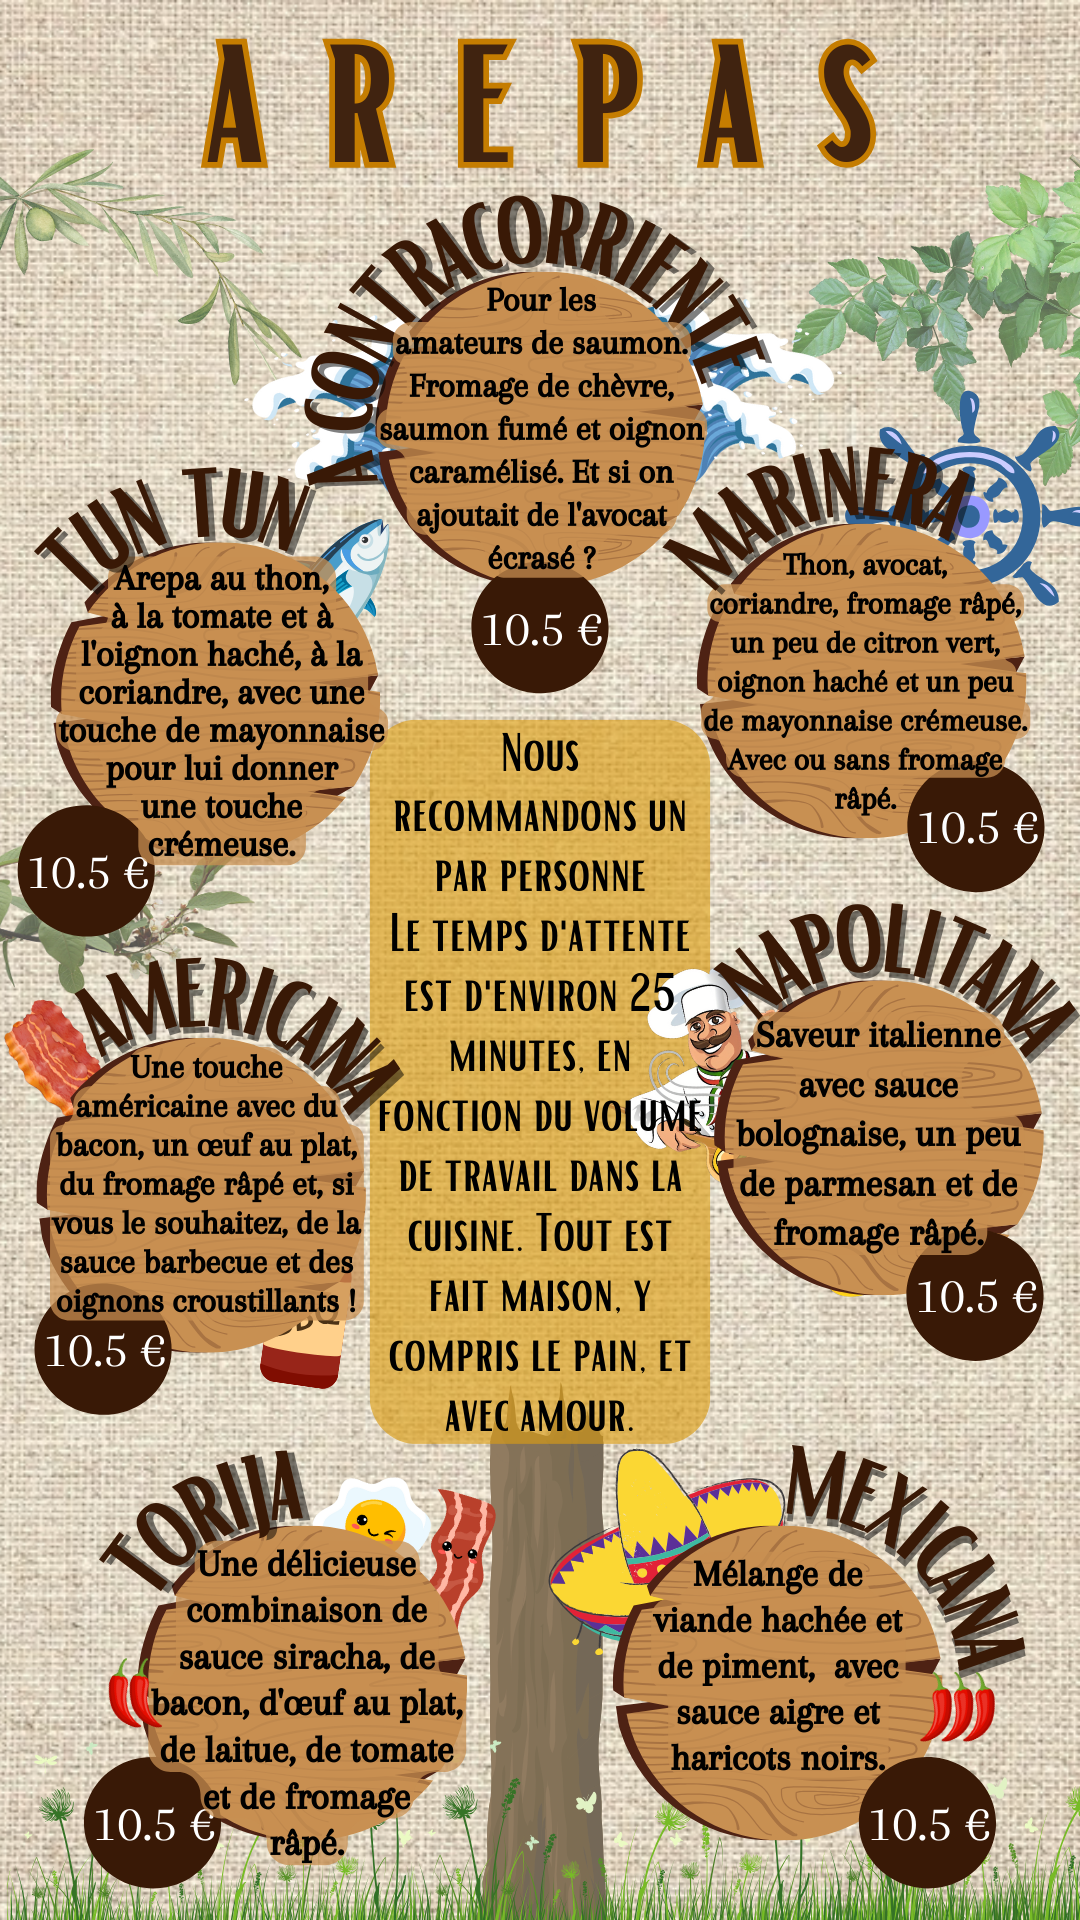 AREPAS
A CONTRACORRIENTE
Pour les
amateurs de saumon.
Fromage de chèvre,
saumon fumé et oignon
caramélisé. Et si on
ajoutait de l'avocat
écrasé ?
10.5 €
TUN TUN
Arepa au thon,
à la tomate et à
l'oignon haché, à la
coriandre, avec une
touche de mayonnaise
pour lui donner
une touche
crémeuse.
10.5 €
MARINERA
Thon, avocat,
coriandre, fromage râpé,
un peu de citron vert,
oignon haché et un peu
de mayonnaise crémeuse.
Avec ou sans fromage
râpé.
10.5 €
Nous
recommandons un
par personne
Le temps d'attente
est d'environ 25
minutes, en
fonction du volume
de travail dans la
cuisine. Tout est
fait maison, y
compris le pain, et
avec amour.
AMERICANA
Une touche
américaine avec du
bacon, un œuf au plat,
du fromage râpé et, si
vous le souhaitez, de la
sauce barbecue et des
oignons croustillants !
10.5 €
NAPOLITANA
Saveur italienne
avec sauce
bolognaise, un peu
de parmesan et de
fromage râpé.
10.5 €
TORIJA
Une délicieuse
combinaison de
sauce siracha, de
bacon, d'œuf au plat,
de laitue, de tomate
et de fromage
râpé.
10.5 €
MEXICANA
Mélange de
viande hachée et
de piment,  avec
sauce aigre et
haricots noirs.
10.5 €